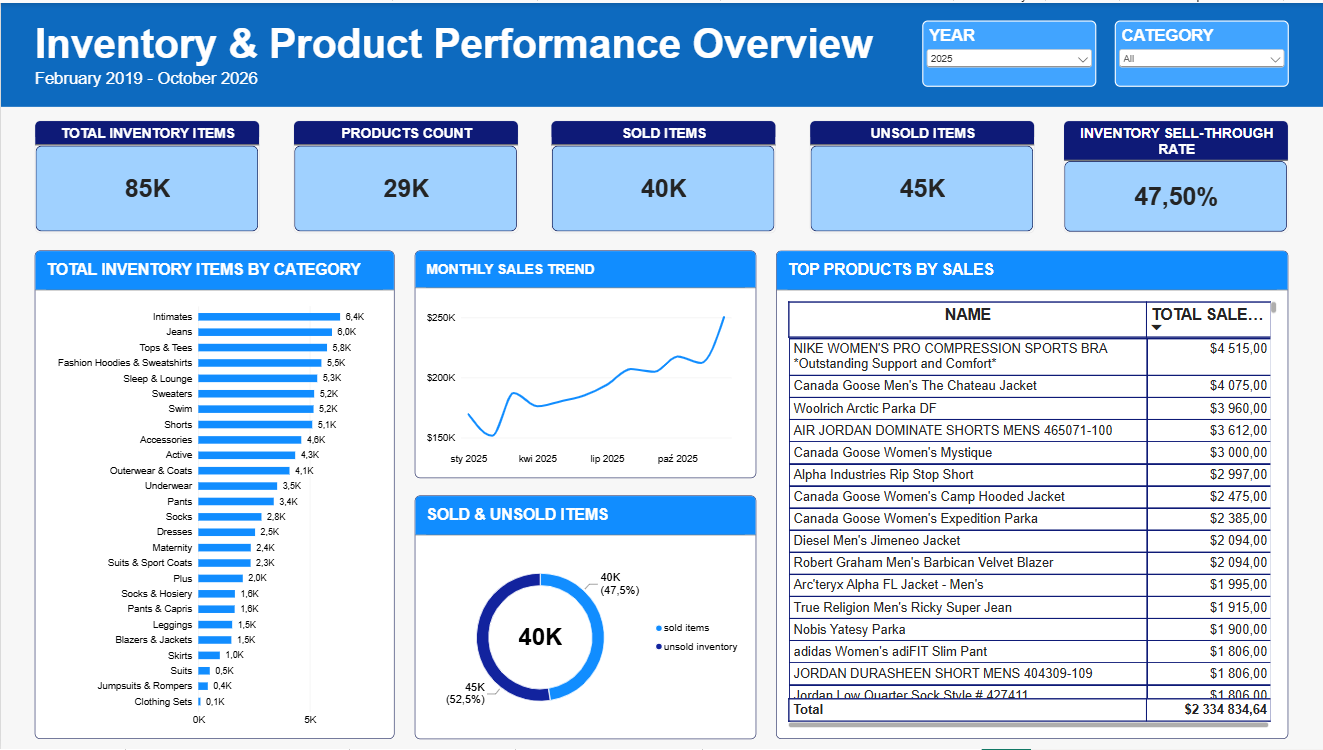 Inventory & Product Performance Overview
February 2019 - October 2026
YEAR
2025
CATEGORY
All
TOTAL INVENTORY ITEMS
85K
PRODUCTS COUNT
29K
SOLD ITEMS
40K
UNSOLD ITEMS
45K
INVENTORY SELL-THROUGH
RATE
47,50%
TOTAL INVENTORY ITEMS BY CATEGORY
Intimates 6,4K
Jeans 6,0K
Tops & Tees 5,8K
Fashion Hoodies & Sweatshirts 5,5K
Sleep & Lounge 5,3K
Sweaters 5,2K
Swim 5,2K
Shorts 5,1K
Accessories 4,6K
Active 4,3K
Outerwear & Coats 4,1K
Underwear 3,5K
Pants 3,4K
Socks 2,8K
Dresses 2,5K
Maternity 2,4K
Suits & Sport Coats 2,3K
Plus 2,0K
Socks & Hosiery 1,6K
Pants & Capris 1,6K
Leggings 1,5K
Blazers & Jackets 1,5K
Skirts 1,0K
Suits 0,5K
Jumpsuits & Rompers 0,4K
Clothing Sets 0,1K
0K 5K
MONTHLY SALES TREND
$250K
$200K
$150K
sty 2025 kwi 2025 lip 2025 paź 2025
SOLD & UNSOLD ITEMS
40K
(47,5%)
40K
45K
(52,5%)
sold items
unsold inventory
TOP PRODUCTS BY SALES
NAME TOTAL SALE...
NIKE WOMEN'S PRO COMPRESSION SPORTS BRA
*Outstanding Support and Comfort* $4 515,00
Canada Goose Men's The Chateau Jacket $4 075,00
Woolrich Arctic Parka DF $3 960,00
AIR JORDAN DOMINATE SHORTS MENS 465071-100 $3 612,00
Canada Goose Women's Mystique $3 000,00
Alpha Industries Rip Stop Short $2 997,00
Canada Goose Women's Camp Hooded Jacket $2 475,00
Canada Goose Women's Expedition Parka $2 385,00
Diesel Men's Jimeneo Jacket $2 094,00
Robert Graham Men's Barbican Velvet Blazer $2 094,00
Arc'teryx Alpha FL Jacket - Men's $1 995,00
True Religion Men's Ricky Super Jean $1 915,00
Nobis Yatesy Parka $1 900,00
adidas Women's adiFIT Slim Pant $1 806,00
JORDAN DURASHEEN SHORT MENS 404309-109 $1 806,00
Jordan Low Quarter Sock Style # 427411 $1 806,00
Total $2 334 834,64